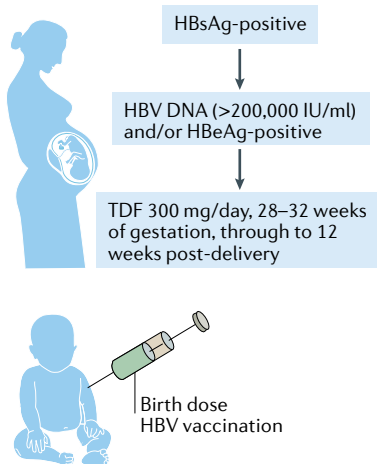 HBsAg-positive
HBV DNA (>200,000 IU/ml)
and/or HBeAg-positive
TDF 300 mg/day, 28–32 weeks
of gestation, through to 12
weeks post-delivery
Birth dose
HBV vaccination